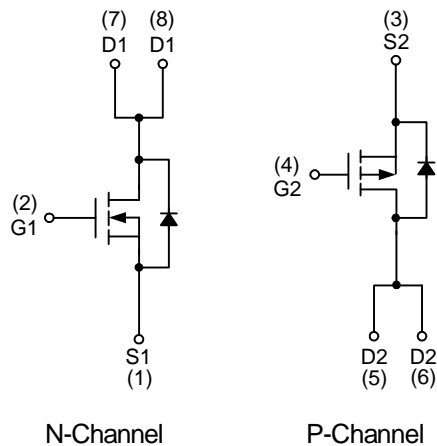 (7) (8)
D1 D1
(2)
G1
S1
(1)
N-Channel
(3)
S2
(4)
G2
D2 D2
(5) (6)
P-Channel